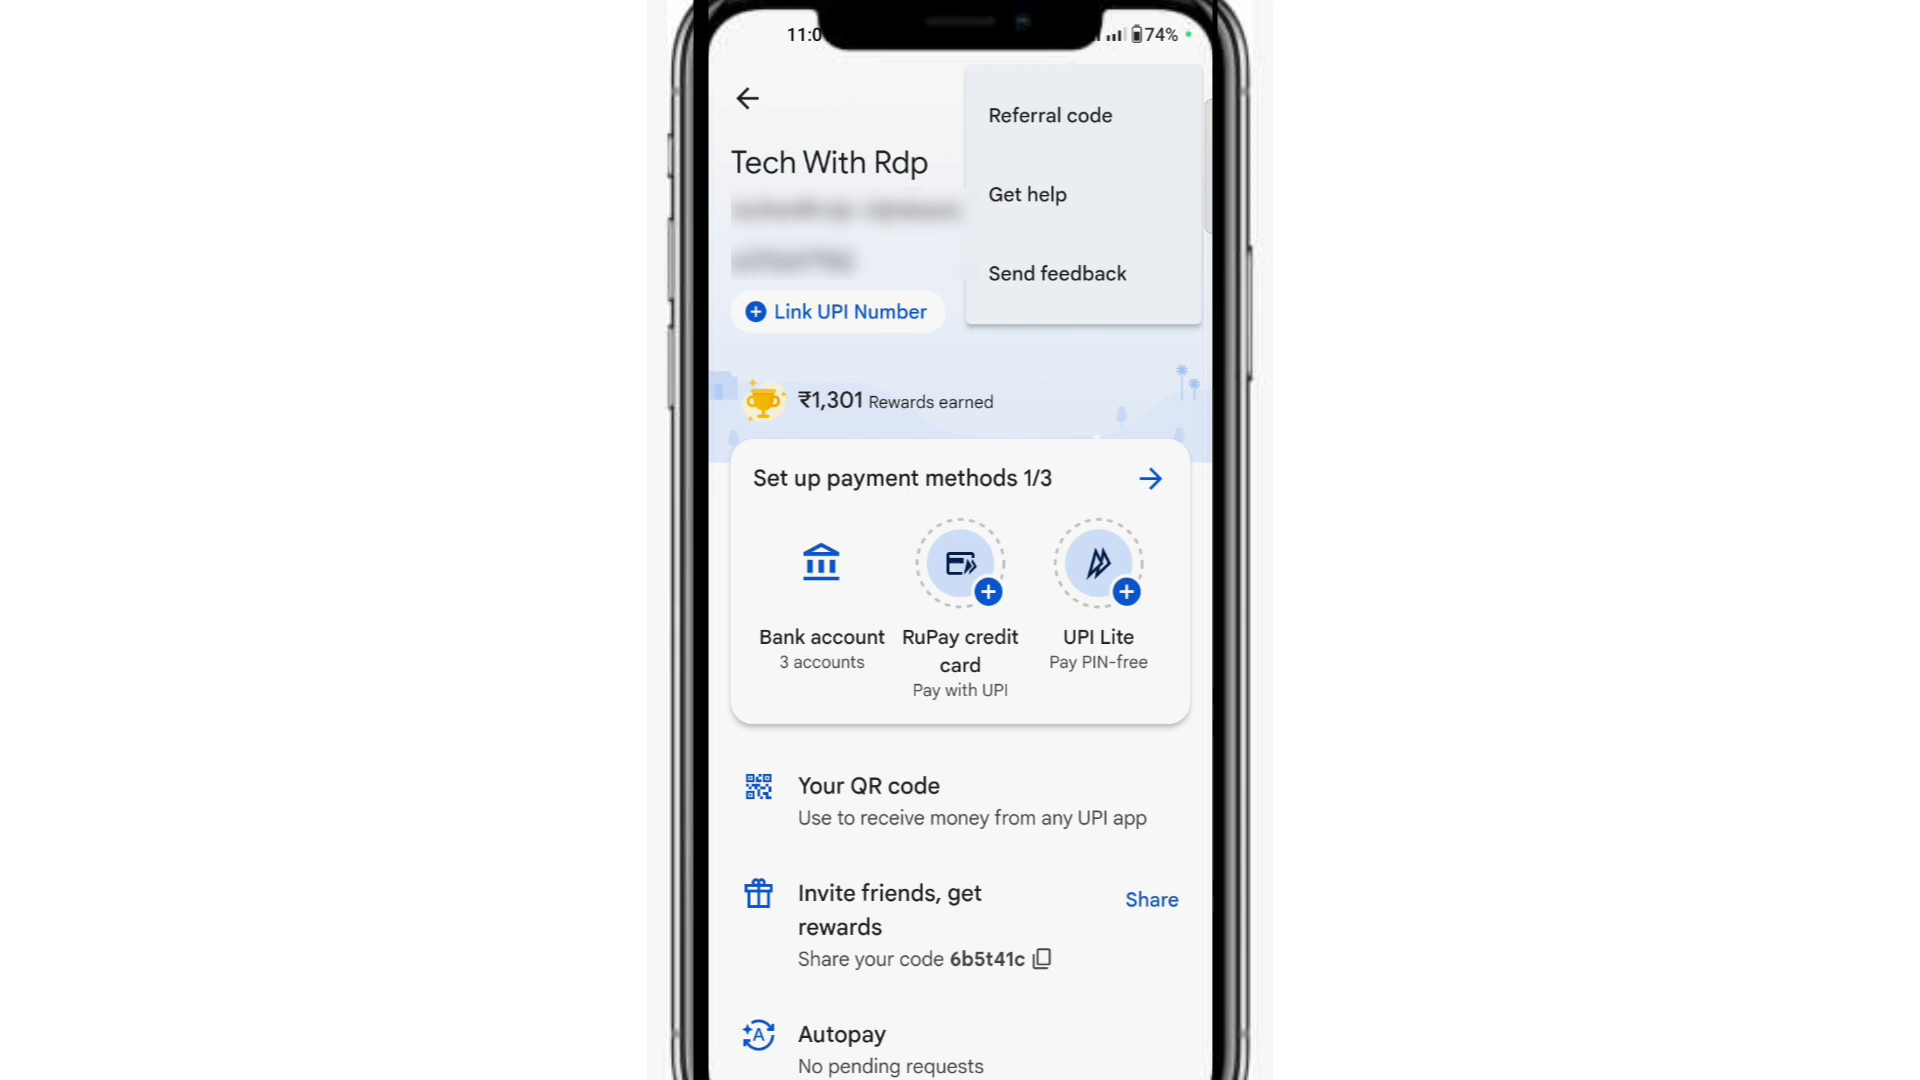 11:0
74%
Referral code
Tech With Rdp
Get help
Send feedback
Link UPI Number
₹1,301 Rewards earned
Set up payment methods 1/3
Bank account
3 accounts
RuPay credit
card
Pay with UPI
UPI Lite
Pay PIN-free
Your QR code
Use to receive money from any UPI app
Invite friends, get
rewards
Share
Share your code 6b5t41c
Autopay
No pending requests